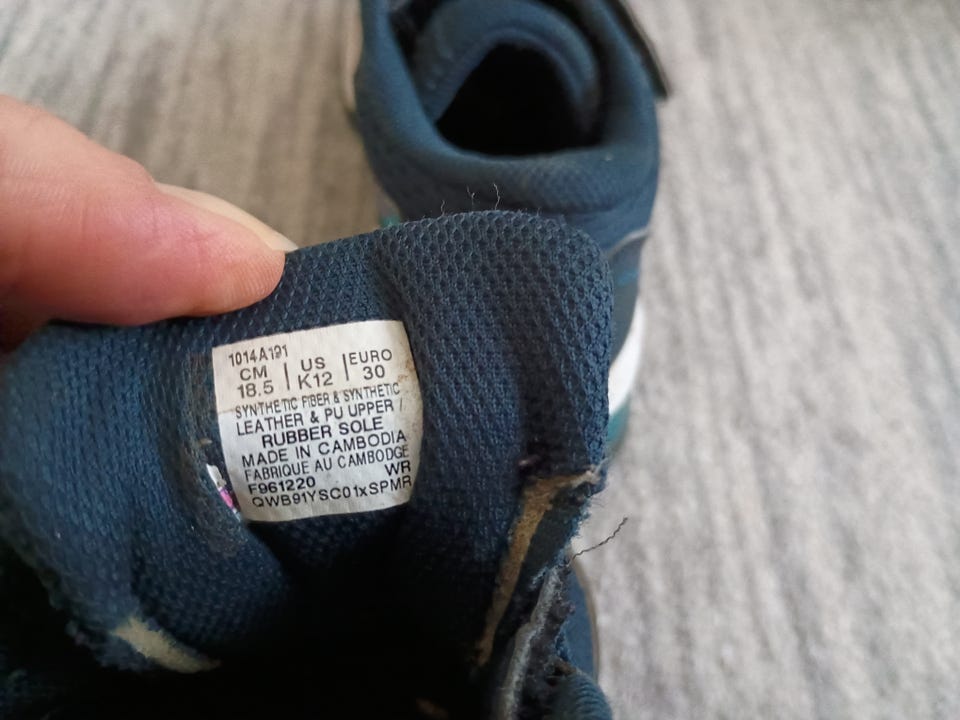 1014A191
CM | US | EURO
18.5 | K12 | 30
SYNTHETIC FIBER & SYNTHETIC
LEATHER & PU UPPER /
RUBBER SOLE
MADE IN CAMBODIA
FABRIQUE AU CAMBODGE
F961220 WR
QWB91YSC01xSPMR